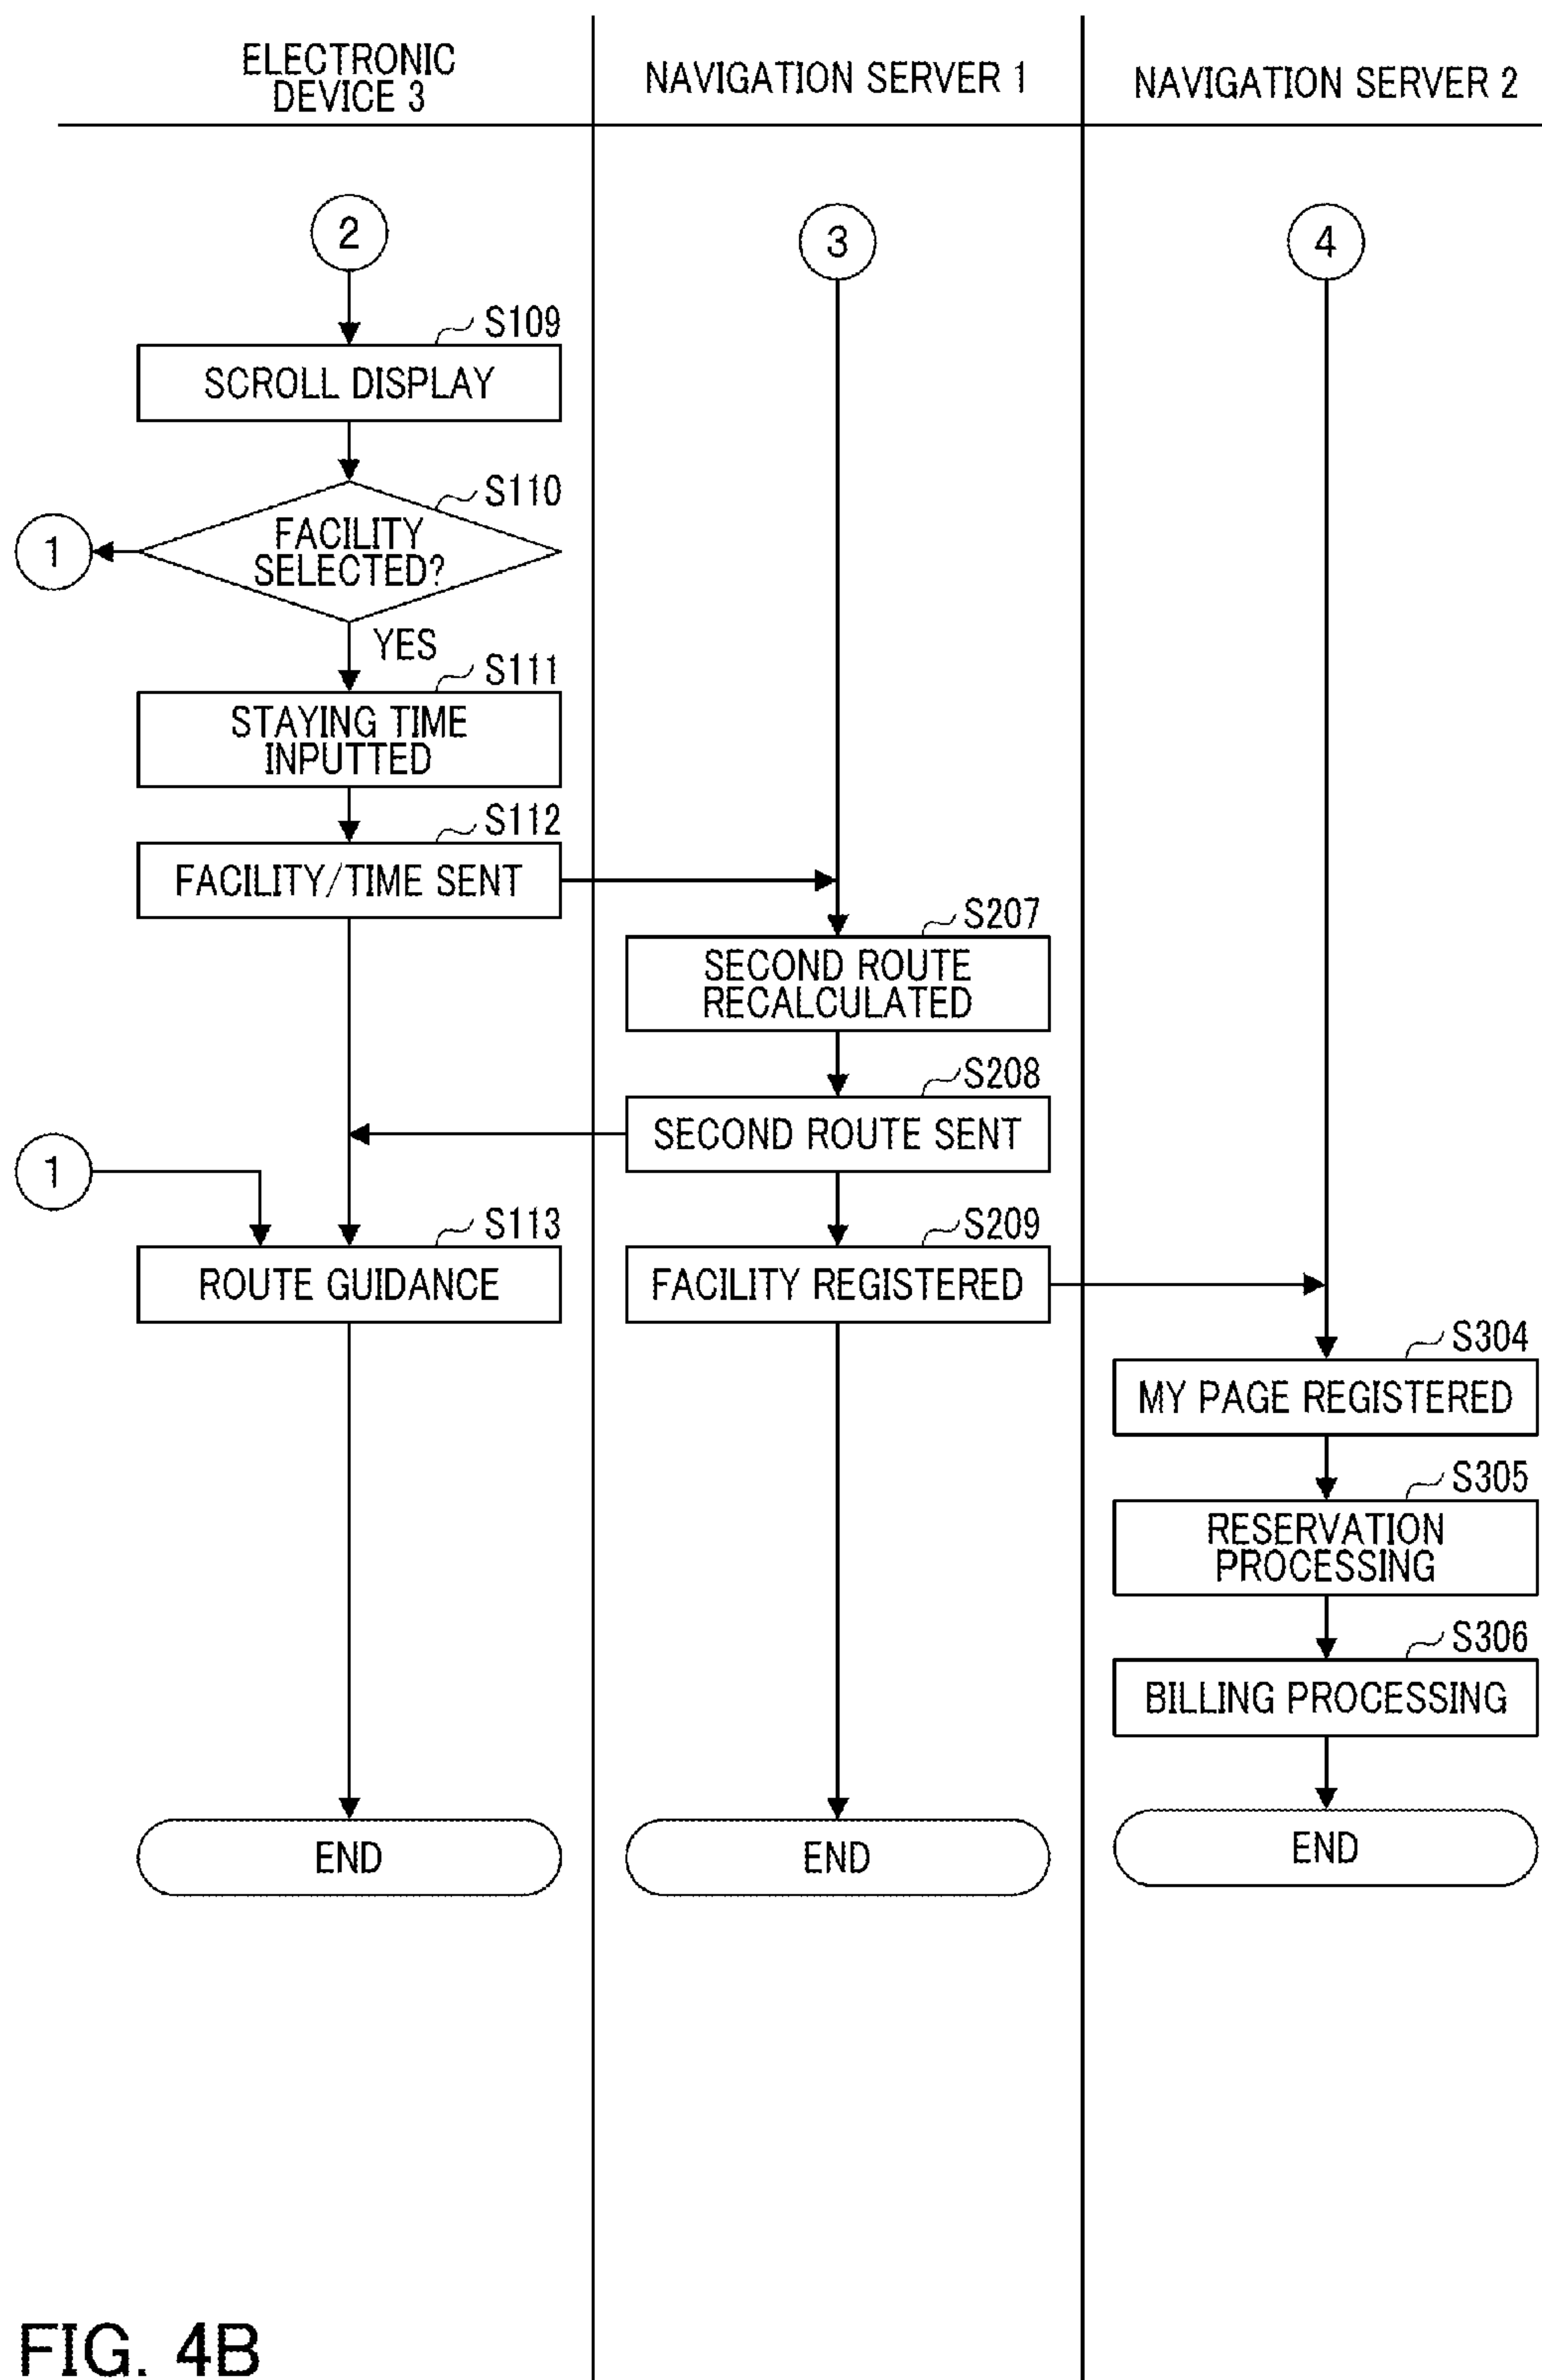 ELECTRONIC
DEVICE 3
NAVIGATION SERVER 1
NAVIGATION SERVER 2
2
3
4
S109
SCROLL DISPLAY
S110
FACILITY
SELECTED?
1
YES
S111
STAYING TIME
INPUTTED
S112
FACILITY/TIME SENT
S207
SECOND ROUTE
RECALCULATED
S208
SECOND ROUTE SENT
1
S113
ROUTE GUIDANCE
S209
FACILITY REGISTERED
S304
MY PAGE REGISTERED
S305
RESERVATION
PROCESSING
S306
BILLING PROCESSING
END
END
END
FIG. 4B